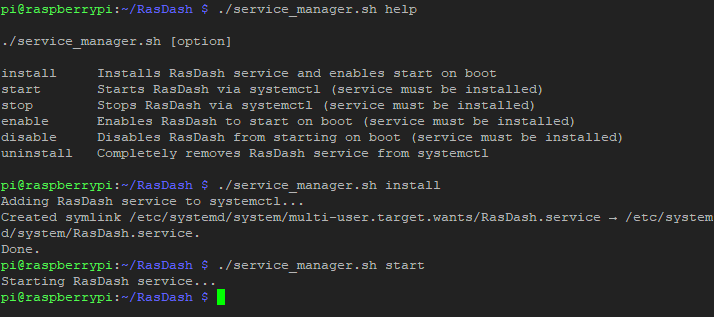 pi@raspberrypi:~/RasDash $ ./service_manager.sh help
./service_manager.sh [option]
install     Installs RasDash service and enables start on boot
start       Starts RasDash via systemctl (service must be installed)
stop        Stops RasDash via systemctl (service must be installed)
enable      Enables RasDash to start on boot (service must be installed)
disable     Disables RasDash from starting on boot (service must be installed)
uninstall   Completely removes RasDash service from systemctl
pi@raspberrypi:~/RasDash $ ./service_manager.sh install
Adding RasDash service to systemctl...
Created symlink /etc/systemd/system/multi-user.target.wants/RasDash.service → /etc/system
d/system/RasDash.service.
Done.
pi@raspberrypi:~/RasDash $ ./service_manager.sh start
Starting RasDash service...
pi@raspberrypi:~/RasDash $